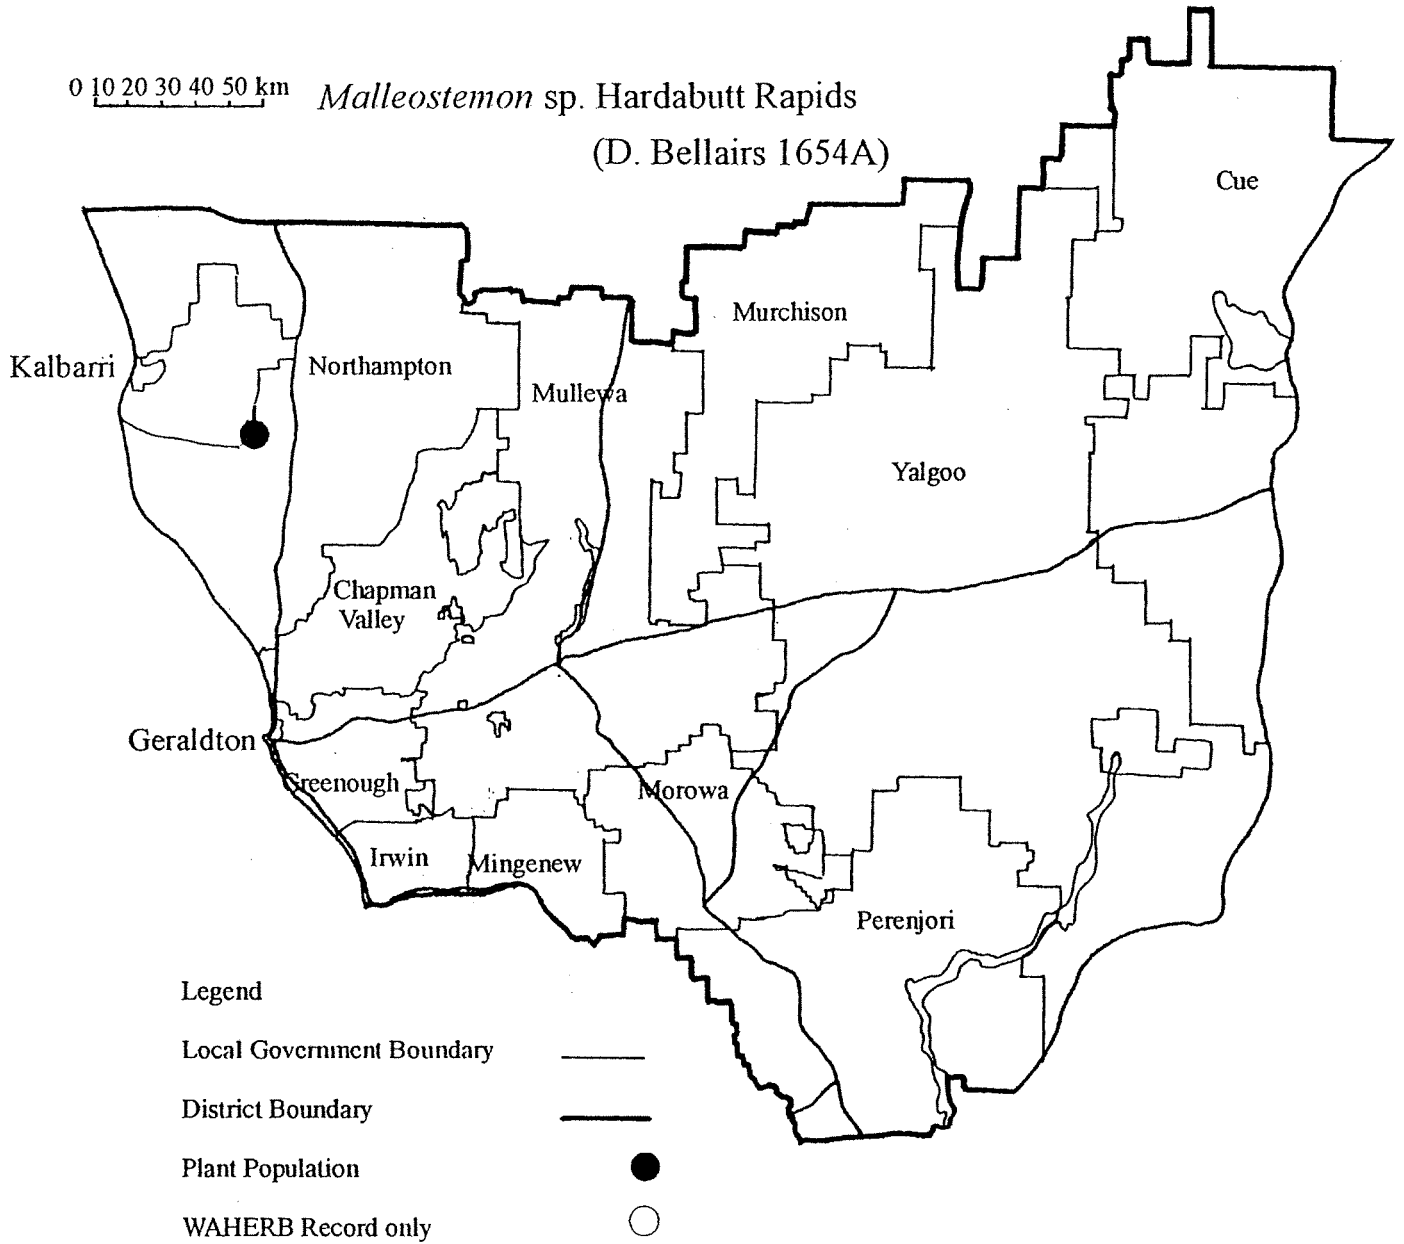 0 10 20 30 40 50 km
Malleostemon sp. Hardabutt Rapids
(D. Bellairs 1654A)
Cue
Murchison
Kalbarri
Northampton
Mullewa
Yalgoo
Chapman
Valley
Geraldton
Greenough
Morowa
Irwin
Mingenew
Perenjori
Legend
Local Government Boundary
District Boundary
Plant Population
WAHERB Record only